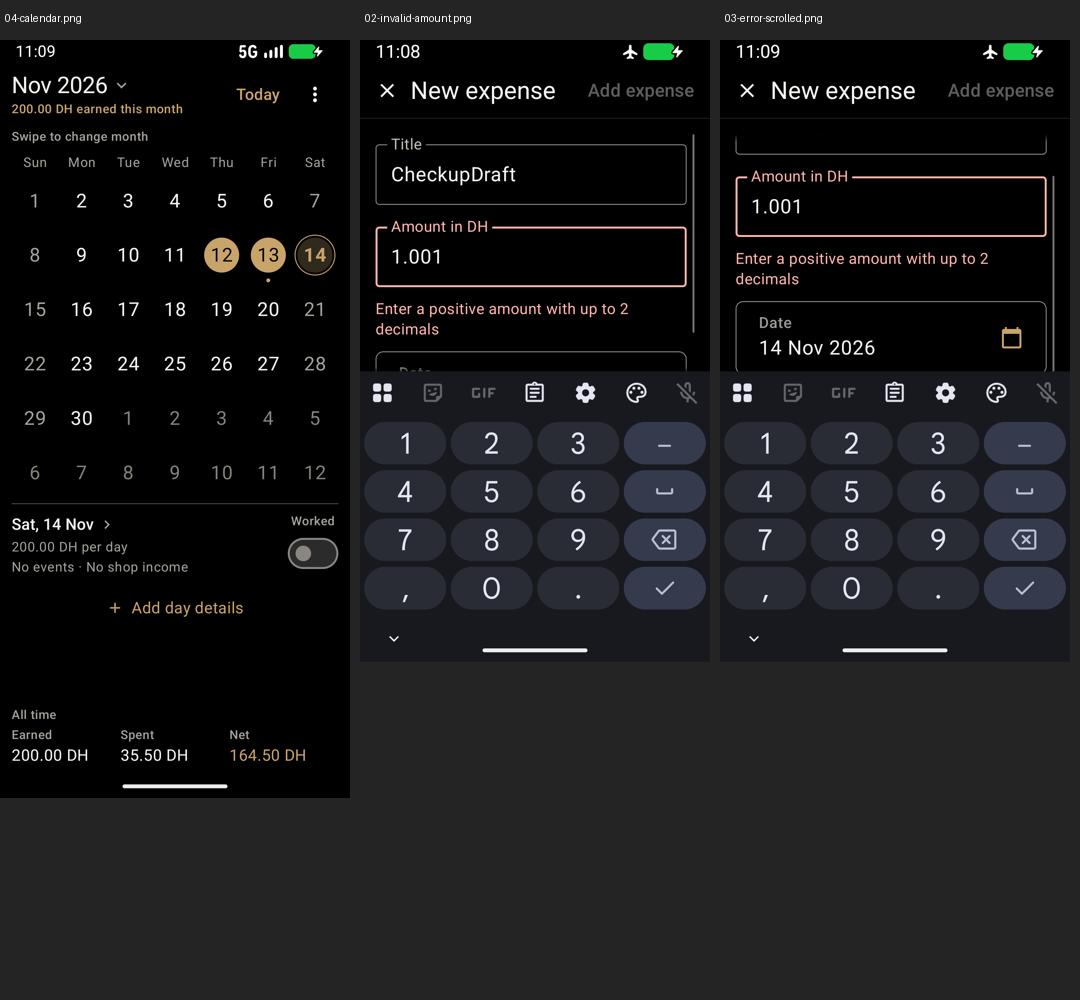 04-calendar.png
11:09
5G
Nov 2026
200.00 DH earned this month
Today
Swipe to change month
Sun Mon Tue Wed Thu Fri Sat
1 2 3 4 5 6 7
8 9 10 11 12 13 14
15 16 17 18 19 20 21
22 23 24 25 26 27 28
29 30 1 2 3 4 5
6 7 8 9 10 11 12
Sat, 14 Nov
Worked
200.00 DH per day
No events · No shop income
+ Add day details
All time
Earned Spent Net
200.00 DH 35.50 DH 164.50 DH
02-invalid-amount.png
11:08
New expense
Add expense
Title
CheckupDraft
Amount in DH
1.001
Enter a positive amount with up to 2
decimals
Date
GIF
1 2 3 –
4 5 6
7 8 9
, 0 .
03-error-scrolled.png
11:09
New expense
Add expense
Amount in DH
1.001
Enter a positive amount with up to 2
decimals
Date
14 Nov 2026
GIF
1 2 3 –
4 5 6
7 8 9
, 0 .